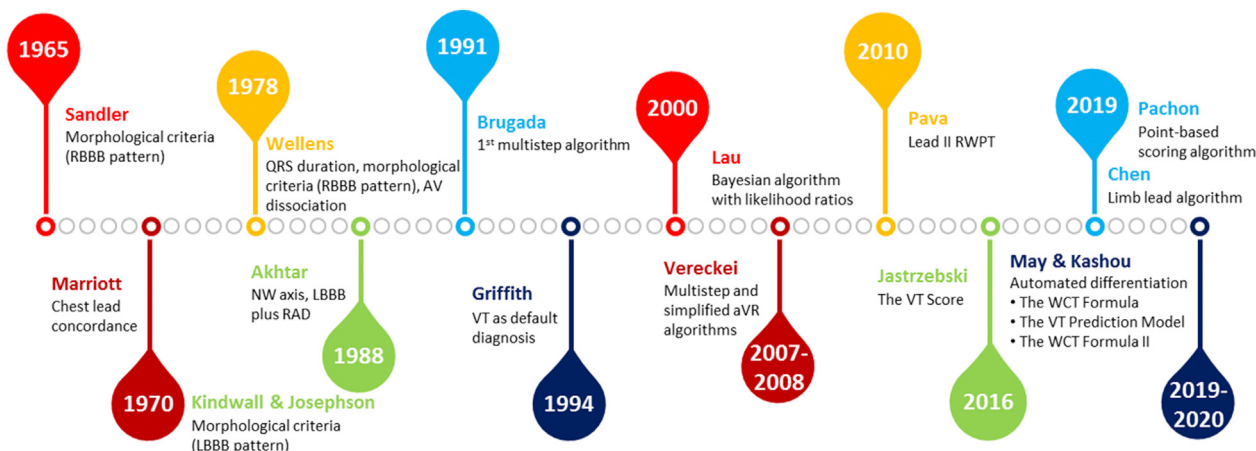 1965
Sandler
Morphological criteria
(RBBB pattern)
Marriott
Chest lead
concordance
1970
1978
Wellens
QRS duration, morphological
criteria (RBBB pattern), AV
dissociation
Akhtar
NW axis, LBBB
plus RAD
1988
Kindwall & Josephson
Morphological criteria
(LBBB pattern)
1991
Brugada
1st multistep algorithm
Griffith
VT as default
diagnosis
1994
2000
Lau
Bayesian algorithm
with likelihood ratios
Vereckei
Multistep and
simplified aVR
algorithms
2007-
2008
2010
Pava
Lead II RWPT
Jastrzebski
The VT Score
2016
2019
Pachon
Point-based
scoring algorithm
Chen
Limb lead algorithm
May & Kashou
Automated differentiation
• The WCT Formula
• The VT Prediction Model
• The WCT Formula II
2019-
2020